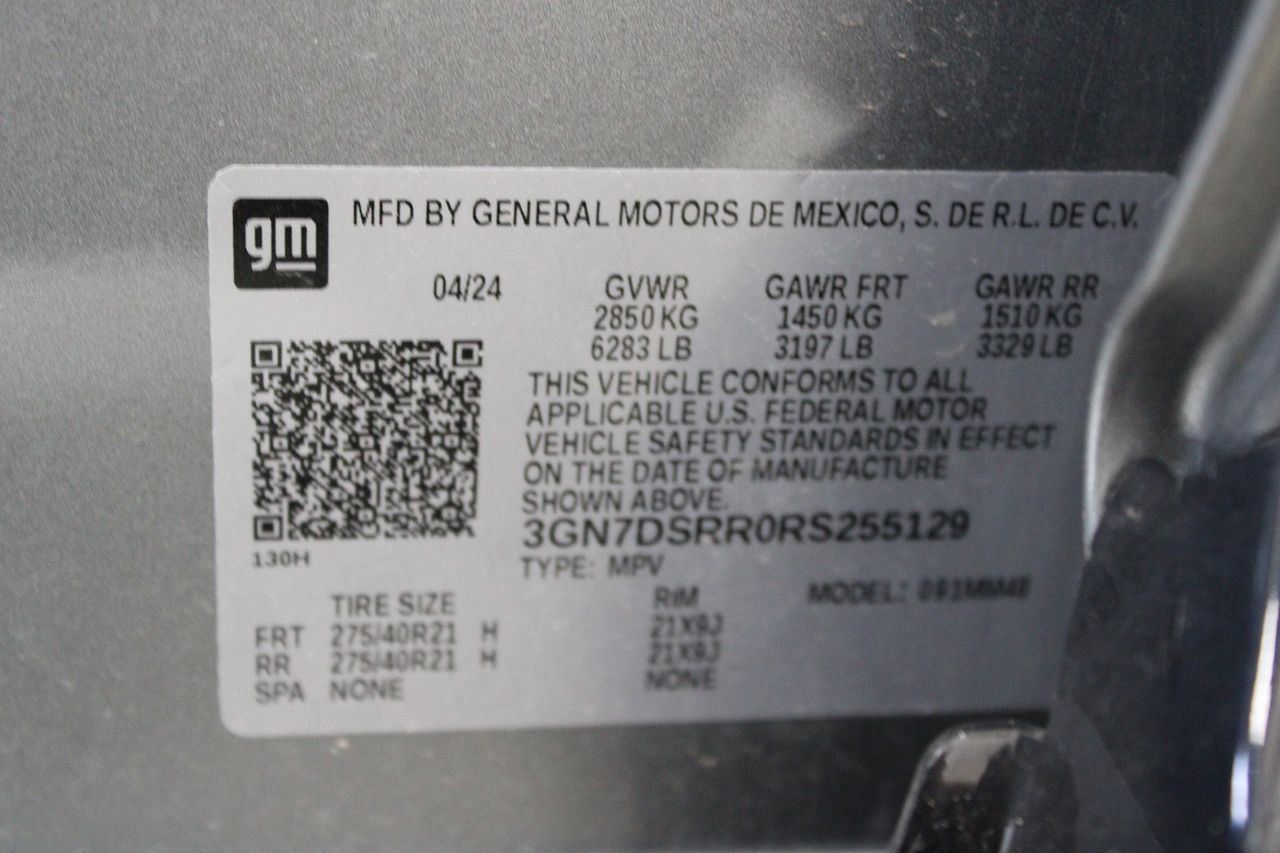 gm
MFD BY GENERAL MOTORS DE MEXICO, S. DE R.L. DE C.V.
04/24 GVWR GAWR FRT GAWR RR
2850 KG 1450 KG 1510 KG
6283 LB 3197 LB 3329 LB
THIS VEHICLE CONFORMS TO ALL
APPLICABLE U.S. FEDERAL MOTOR
VEHICLE SAFETY STANDARDS IN EFFECT
ON THE DATE OF MANUFACTURE
SHOWN ABOVE.
3GN7DSRR0RS255129
130H
TYPE: MPV
MODEL:
TIRE SIZE RIM
FRT 275/40R21 H 21X9J
RR 275/40R21 H 21X9J
SPA NONE NONE